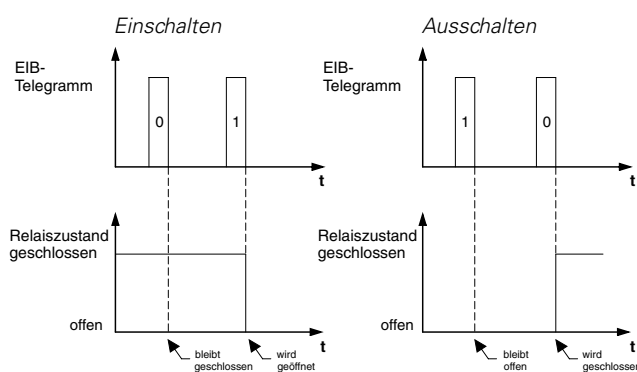 Einschalten
EIB-
Telegramm
0
1
t
Relaiszustand
geschlossen
offen
t
bleibt
geschlossen
wird
geöffnet
Ausschalten
EIB-
Telegramm
1
0
t
Relaiszustand
geschlossen
offen
t
bleibt
offen
wird
geschlossen